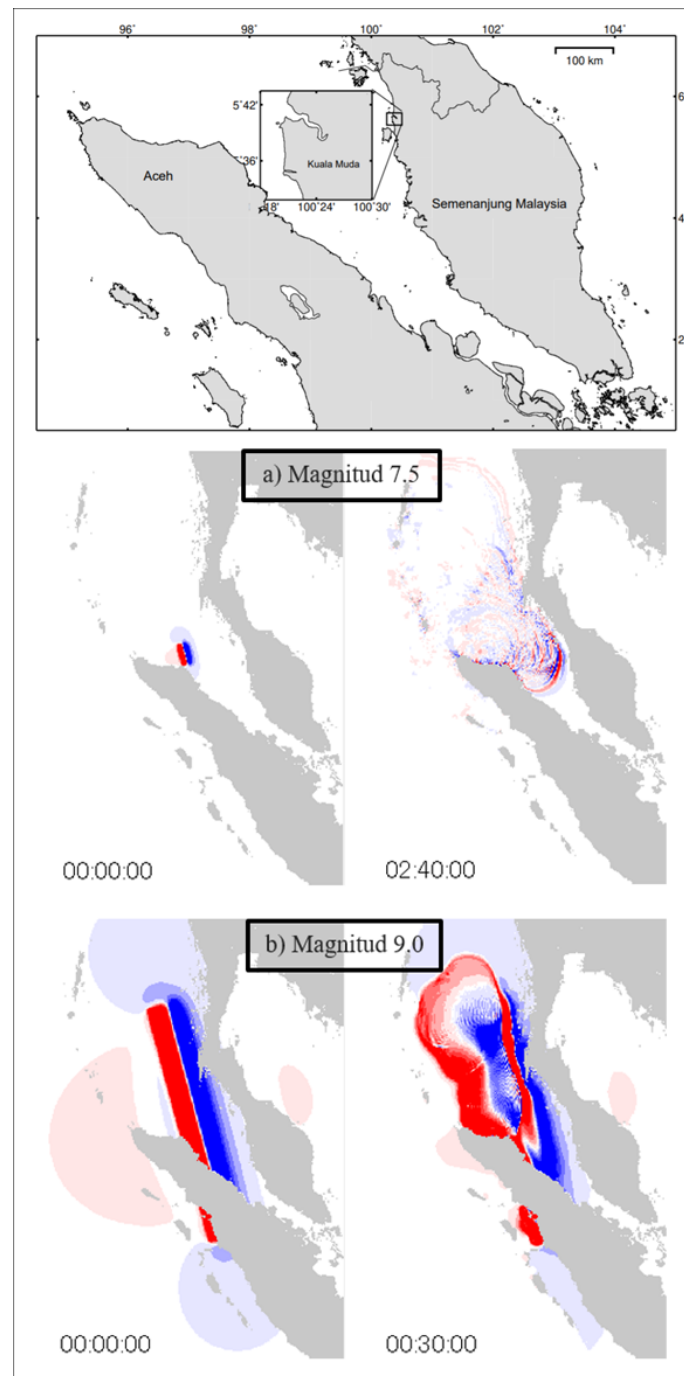 96° 98° 100° 102° 104°
100 km
6
5°42'
5°36'
Kuala Muda
18' 100°24' 100°30'
Aceh
Semenanjung Malaysia
4
2
a) Magnitud 7.5
00:00:00 02:40:00
b) Magnitud 9.0
00:00:00 00:30:00